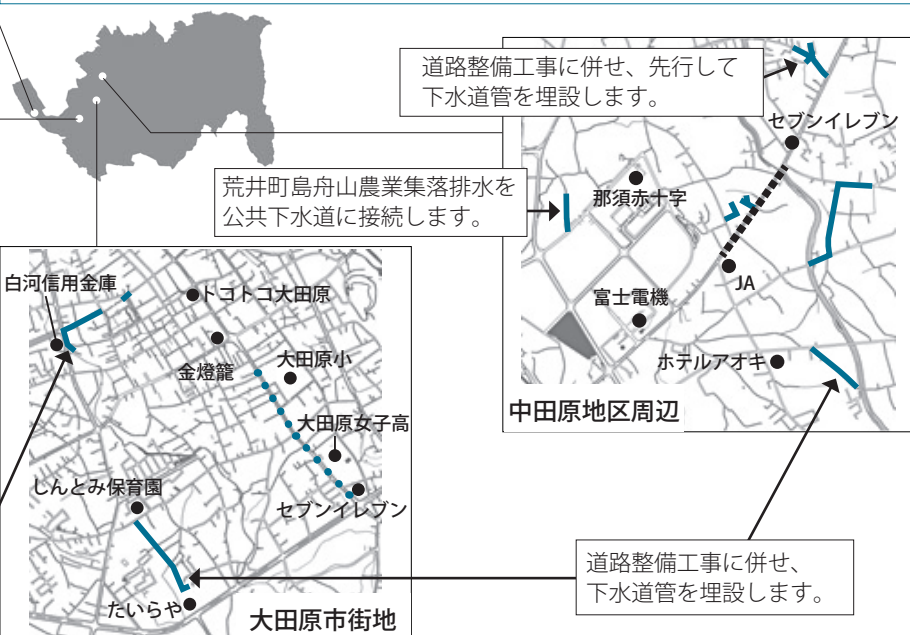 道路整備工事に併せ、先行して
下水道管を埋設します。
セブンイレブン
荒井町島舟山農業集落排水を
公共下水道に接続します。
那須赤十字
JA
富士電機
ホテルアオキ
中田原地区周辺
白河信用金庫
トコトコ大田原
金燈籠
大田原小
大田原女子高
しんとみ保育園
セブンイレブン
たいらや
大田原市街地
道路整備工事に併せ、
下水道管を埋設します。